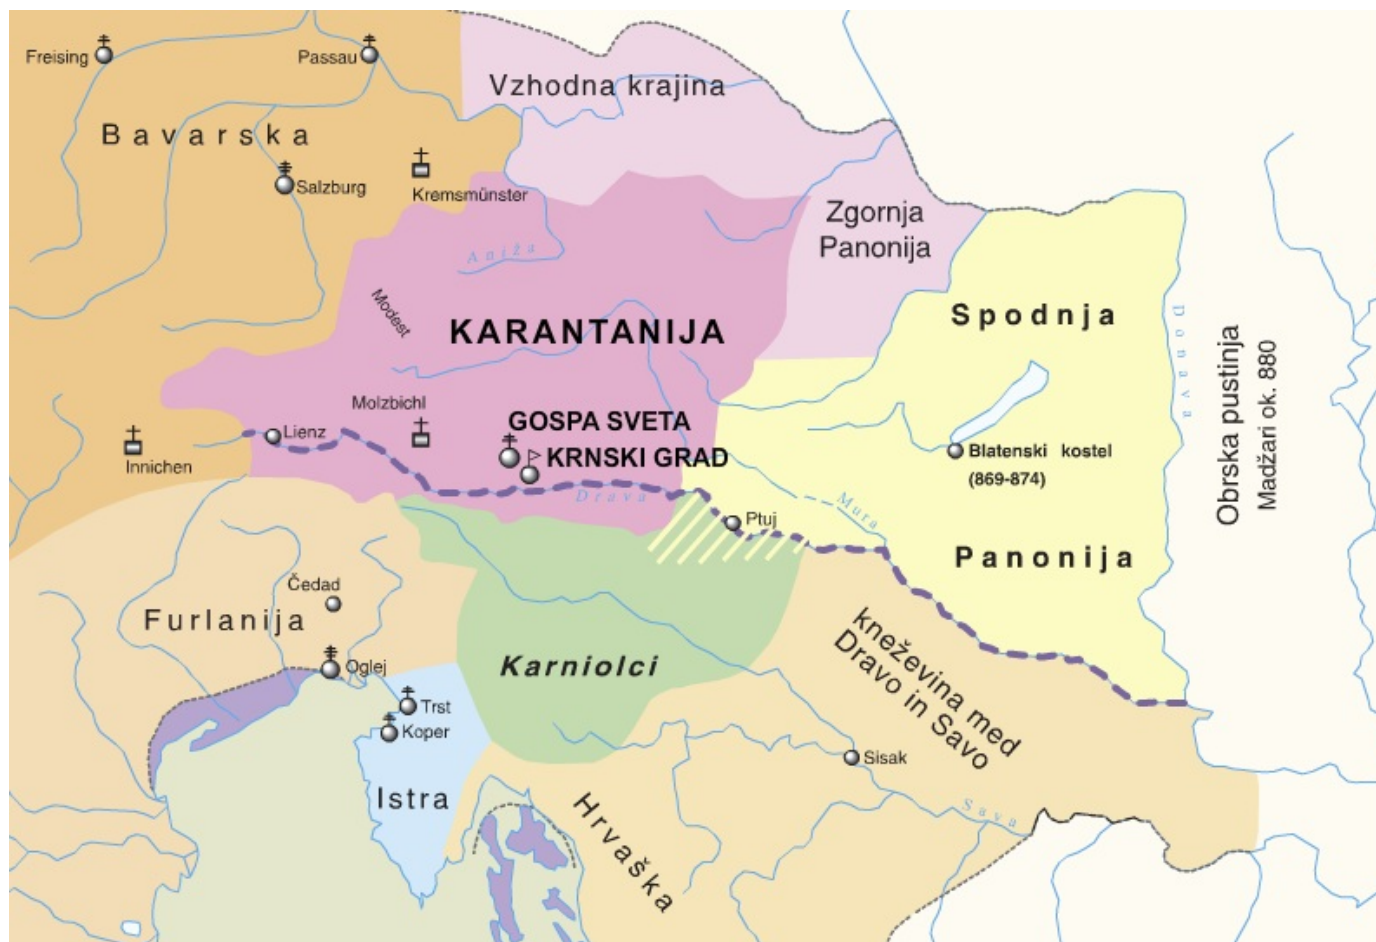 Freising
Passau
Vzhodna krajina
Bavarska
Salzburg
Kremsmünster
Zgornja
Panonija
Aniža
Modest
KARANTANIJA
Spodnja
Donava
Obrska pustinja
Madžari ok. 880
Molzbichl
GOSPA SVETA
Lienz
KRNSKI GRAD
Innichen
Blatenski kostel
(869-874)
Drava
Mura
Ptuj
Panonija
Čedad
Furlanija
kneževina med
Dravo in Savo
Oglej
Karniolci
Trst
Koper
Sisak
Istra
Hrvaška
Sava